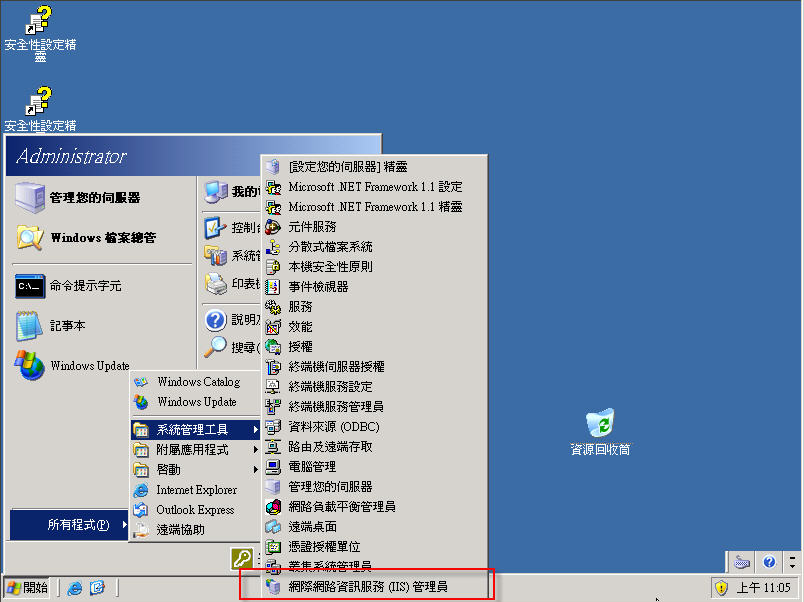 安全性設定精
靈
安全性設定精
Administrator
管理您的伺服器
Windows 檔案總管
命令提示字元
記事本
Windows Update
所有程式(P)
我的
控制台
系統管
印表機
說明及
搜尋(
Windows Catalog
Windows Update
系統管理工具
附屬應用程式
啓動
Internet Explorer
Outlook Express
遠端協助
[設定您的伺服器] 精靈
Microsoft .NET Framework 1.1 設定
Microsoft .NET Framework 1.1 精靈
元件服務
分散式檔案系統
本機安全性原則
事件檢視器
服務
效能
授權
終端機伺服器授權
終端機服務設定
終端機服務管理員
資料來源 (ODBC)
路由及遠端存取
電腦管理
管理您的伺服器
網路負載平衡管理員
遠端桌面
憑證授權單位
叢集系統管理員
網際網路資訊服務 (IIS) 管理員
資源回收筒
開始
上午 11:05